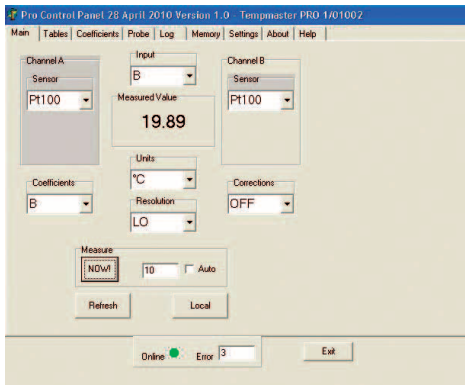 Pro Control Panel 28 April 2010 Version 1.0 - Tempmaster PRO 1/01002
Main Tables Coefficients Probe Log Memory Settings About Help
Channel A
Sensor
Pt100
Input
B
Measured Value
19.89
Channel B
Sensor
Pt100
Units
°C
Coefficients
B
Resolution
LO
Corrections
OFF
Measure
NOW!
10
Auto
Refresh
Local
Online
Error
3
Exit